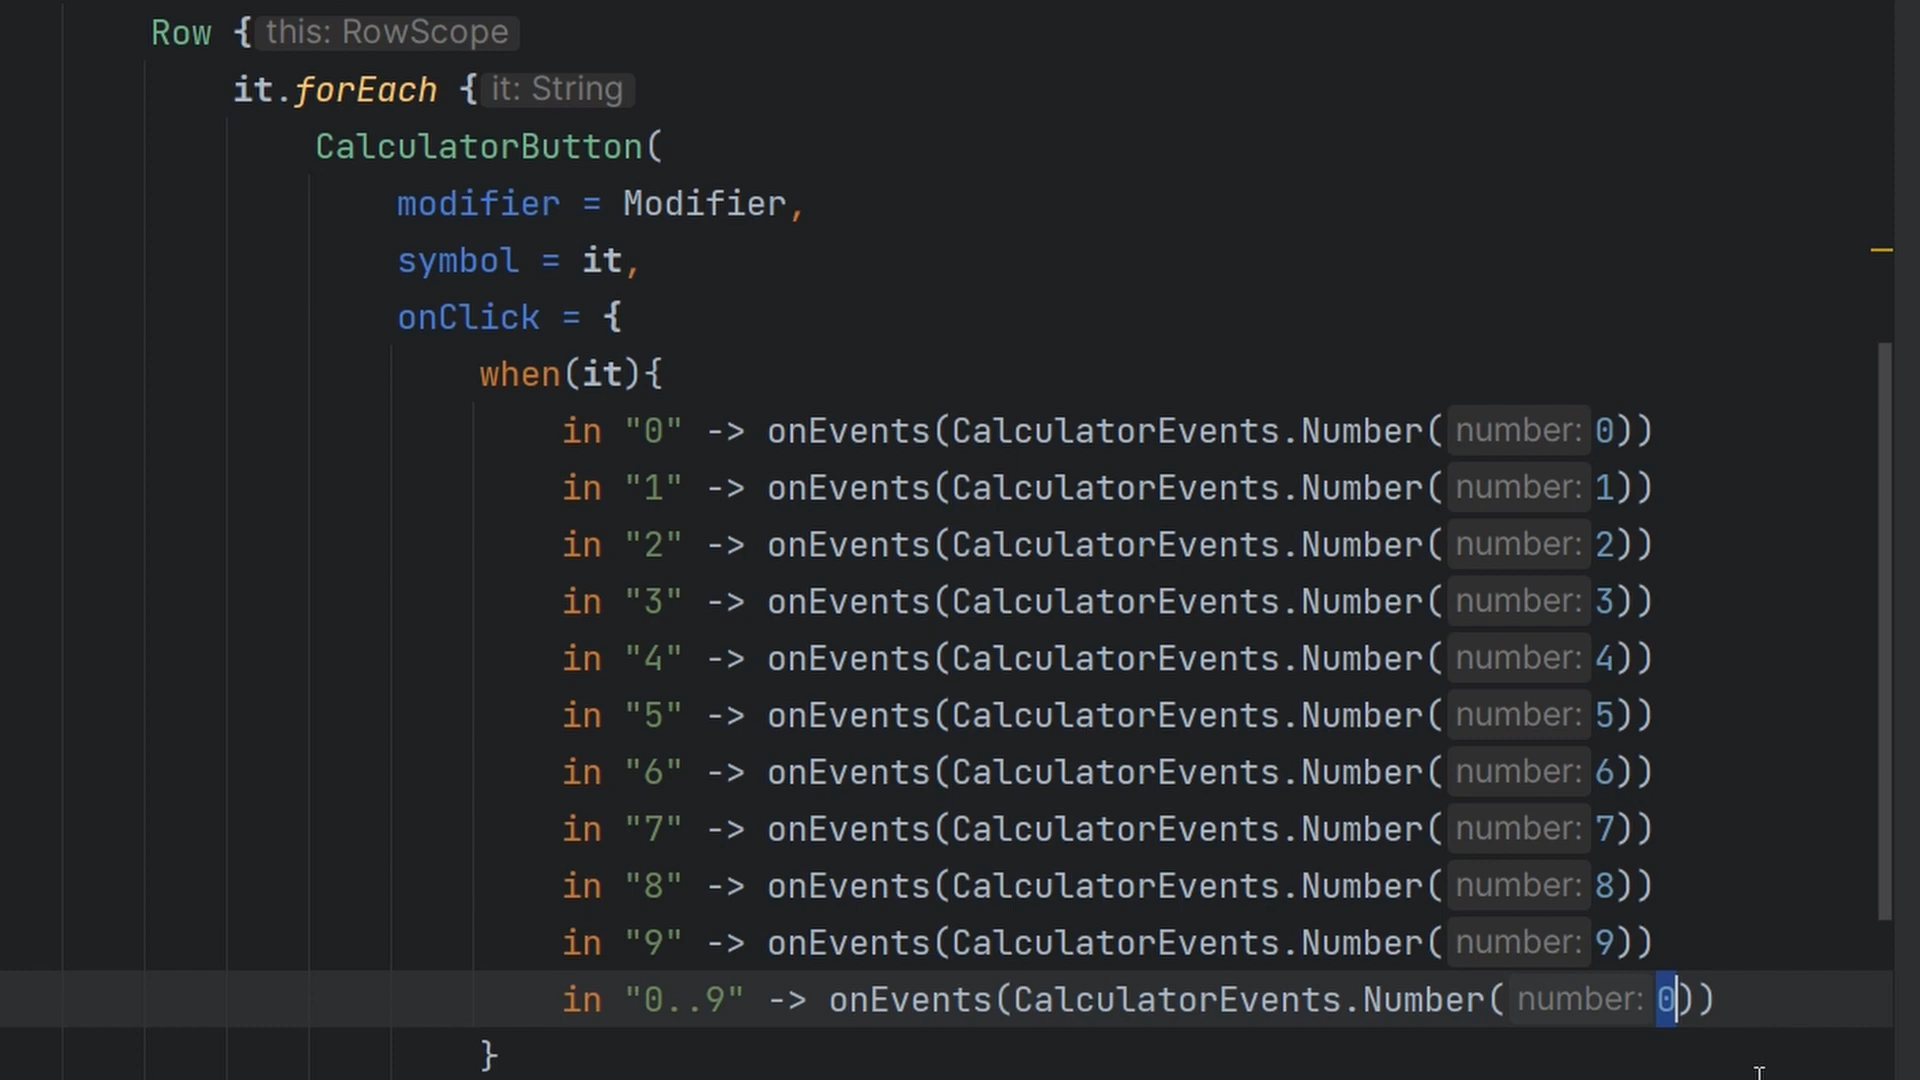 Row { this: RowScope
it.forEach { it: String
CalculatorButton(
modifier = Modifier,
symbol = it,
onClick = {
when(it){
in "0" -> onEvents(CalculatorEvents.Number( number: 0))
in "1" -> onEvents(CalculatorEvents.Number( number: 1))
in "2" -> onEvents(CalculatorEvents.Number( number: 2))
in "3" -> onEvents(CalculatorEvents.Number( number: 3))
in "4" -> onEvents(CalculatorEvents.Number( number: 4))
in "5" -> onEvents(CalculatorEvents.Number( number: 5))
in "6" -> onEvents(CalculatorEvents.Number( number: 6))
in "7" -> onEvents(CalculatorEvents.Number( number: 7))
in "8" -> onEvents(CalculatorEvents.Number( number: 8))
in "9" -> onEvents(CalculatorEvents.Number( number: 9))
in "0..9" -> onEvents(CalculatorEvents.Number( number: 0))
}